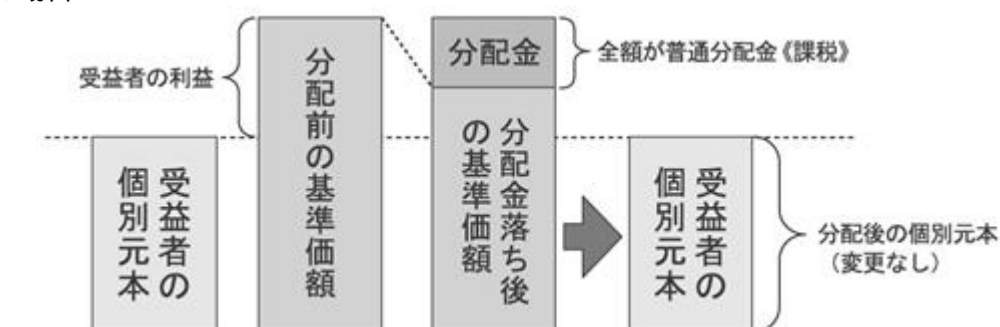 受益者の利益
受益者の
個別元本
分配前の基準価額
分配金
全額が普通分配金《課税》
分配金落ち後
の基準価額
受益者の
個別元本
分配後の個別元本
（変更なし）